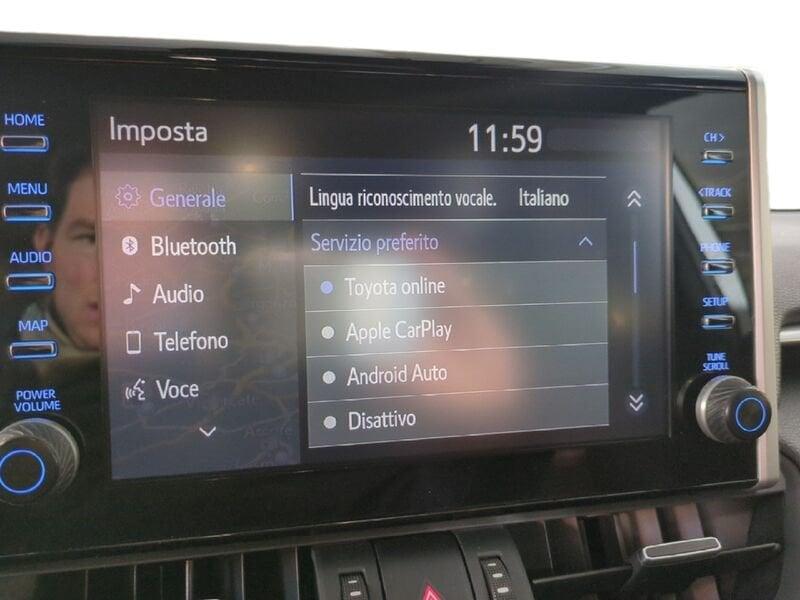 HOME
MENU
AUDIO
MAP
POWER
VOLUME
Imposta
11:59
Generale
Bluetooth
Audio
Telefono
Voce
Lingua riconoscimento vocale.
Italiano
Servizio preferito
Toyota online
Apple CarPlay
Android Auto
Disattivo
CH >
< TRACK
PHONE
SETUP
TUNE
SCROLL